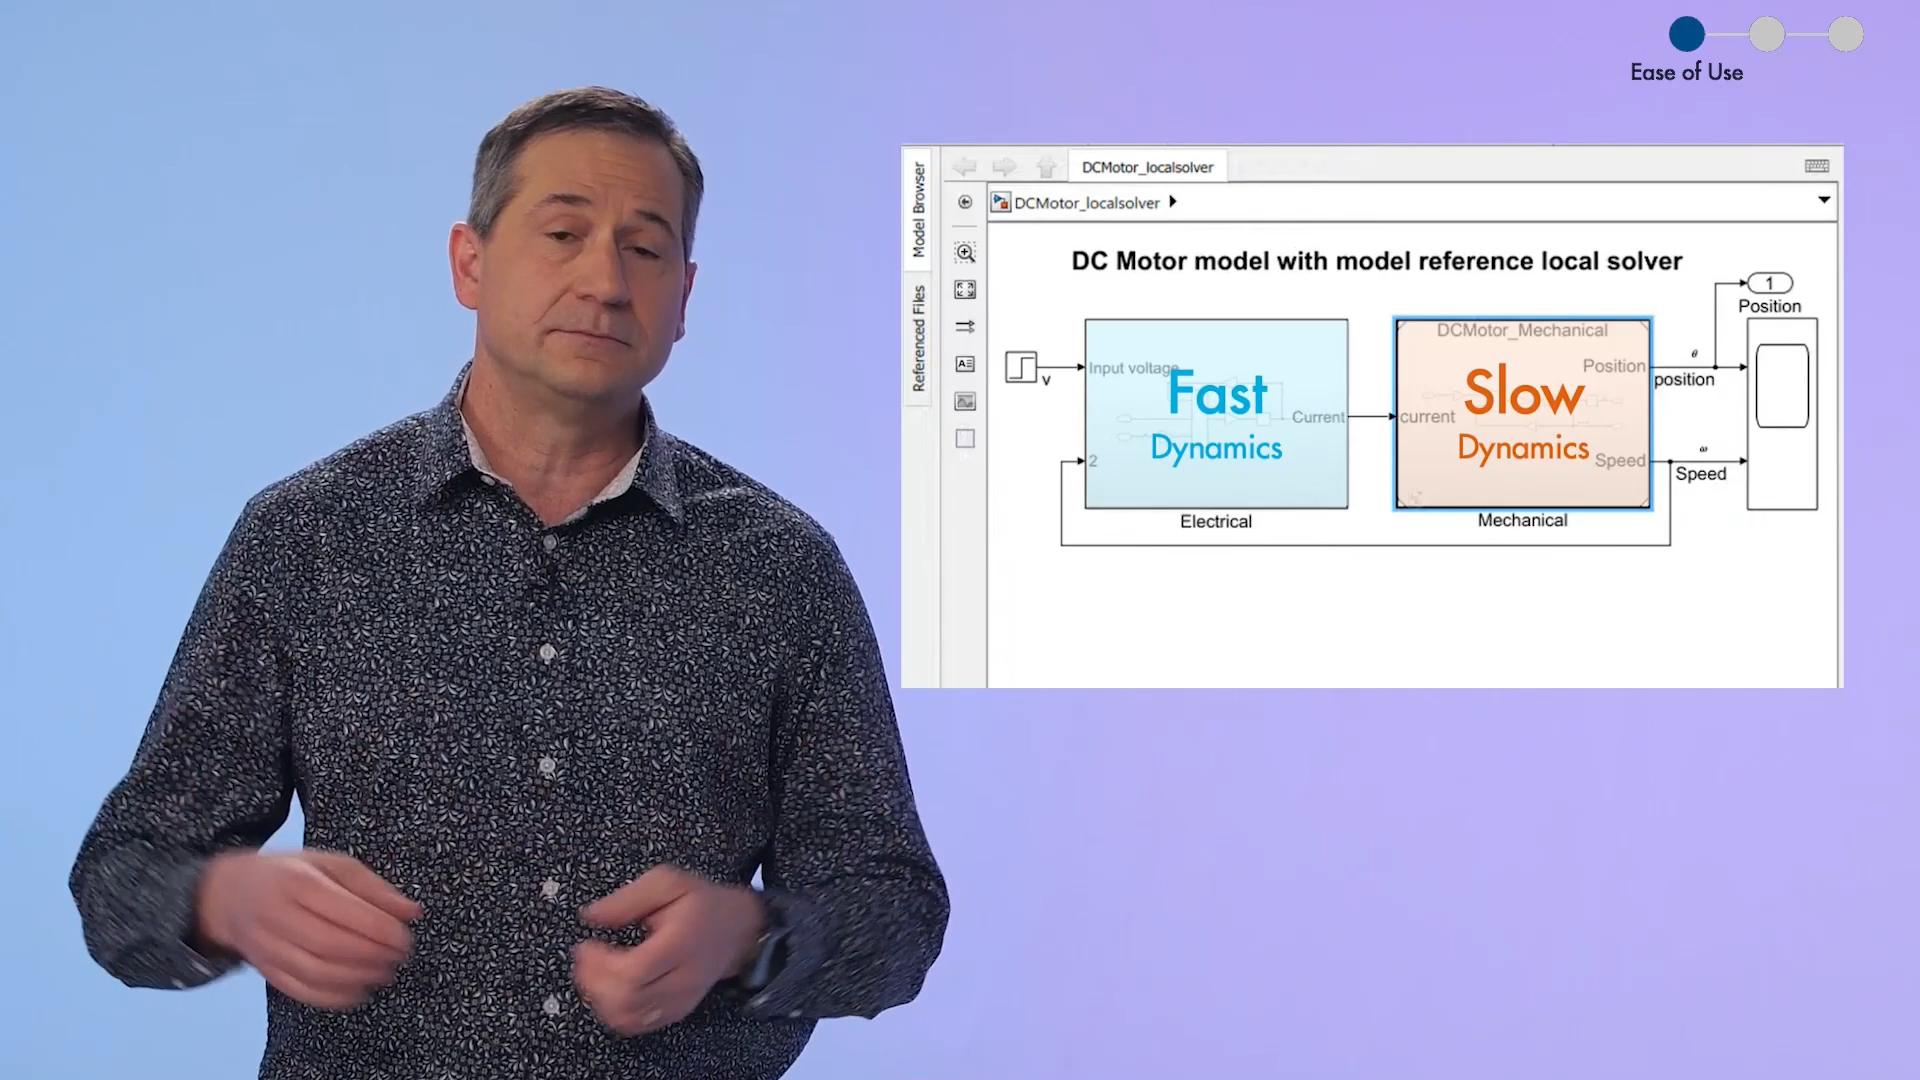 Ease of Use
Model Browser
Referenced Files
DCMotor_localsolver
DCMotor_localsolver
DC Motor model with model reference local solver
1
Position
v
Input voltage
Fast
Dynamics
Current
2
Electrical
DCMotor_Mechanical
Position
Slow
current
Dynamics
Speed
Mechanical
θ
position
ω
Speed